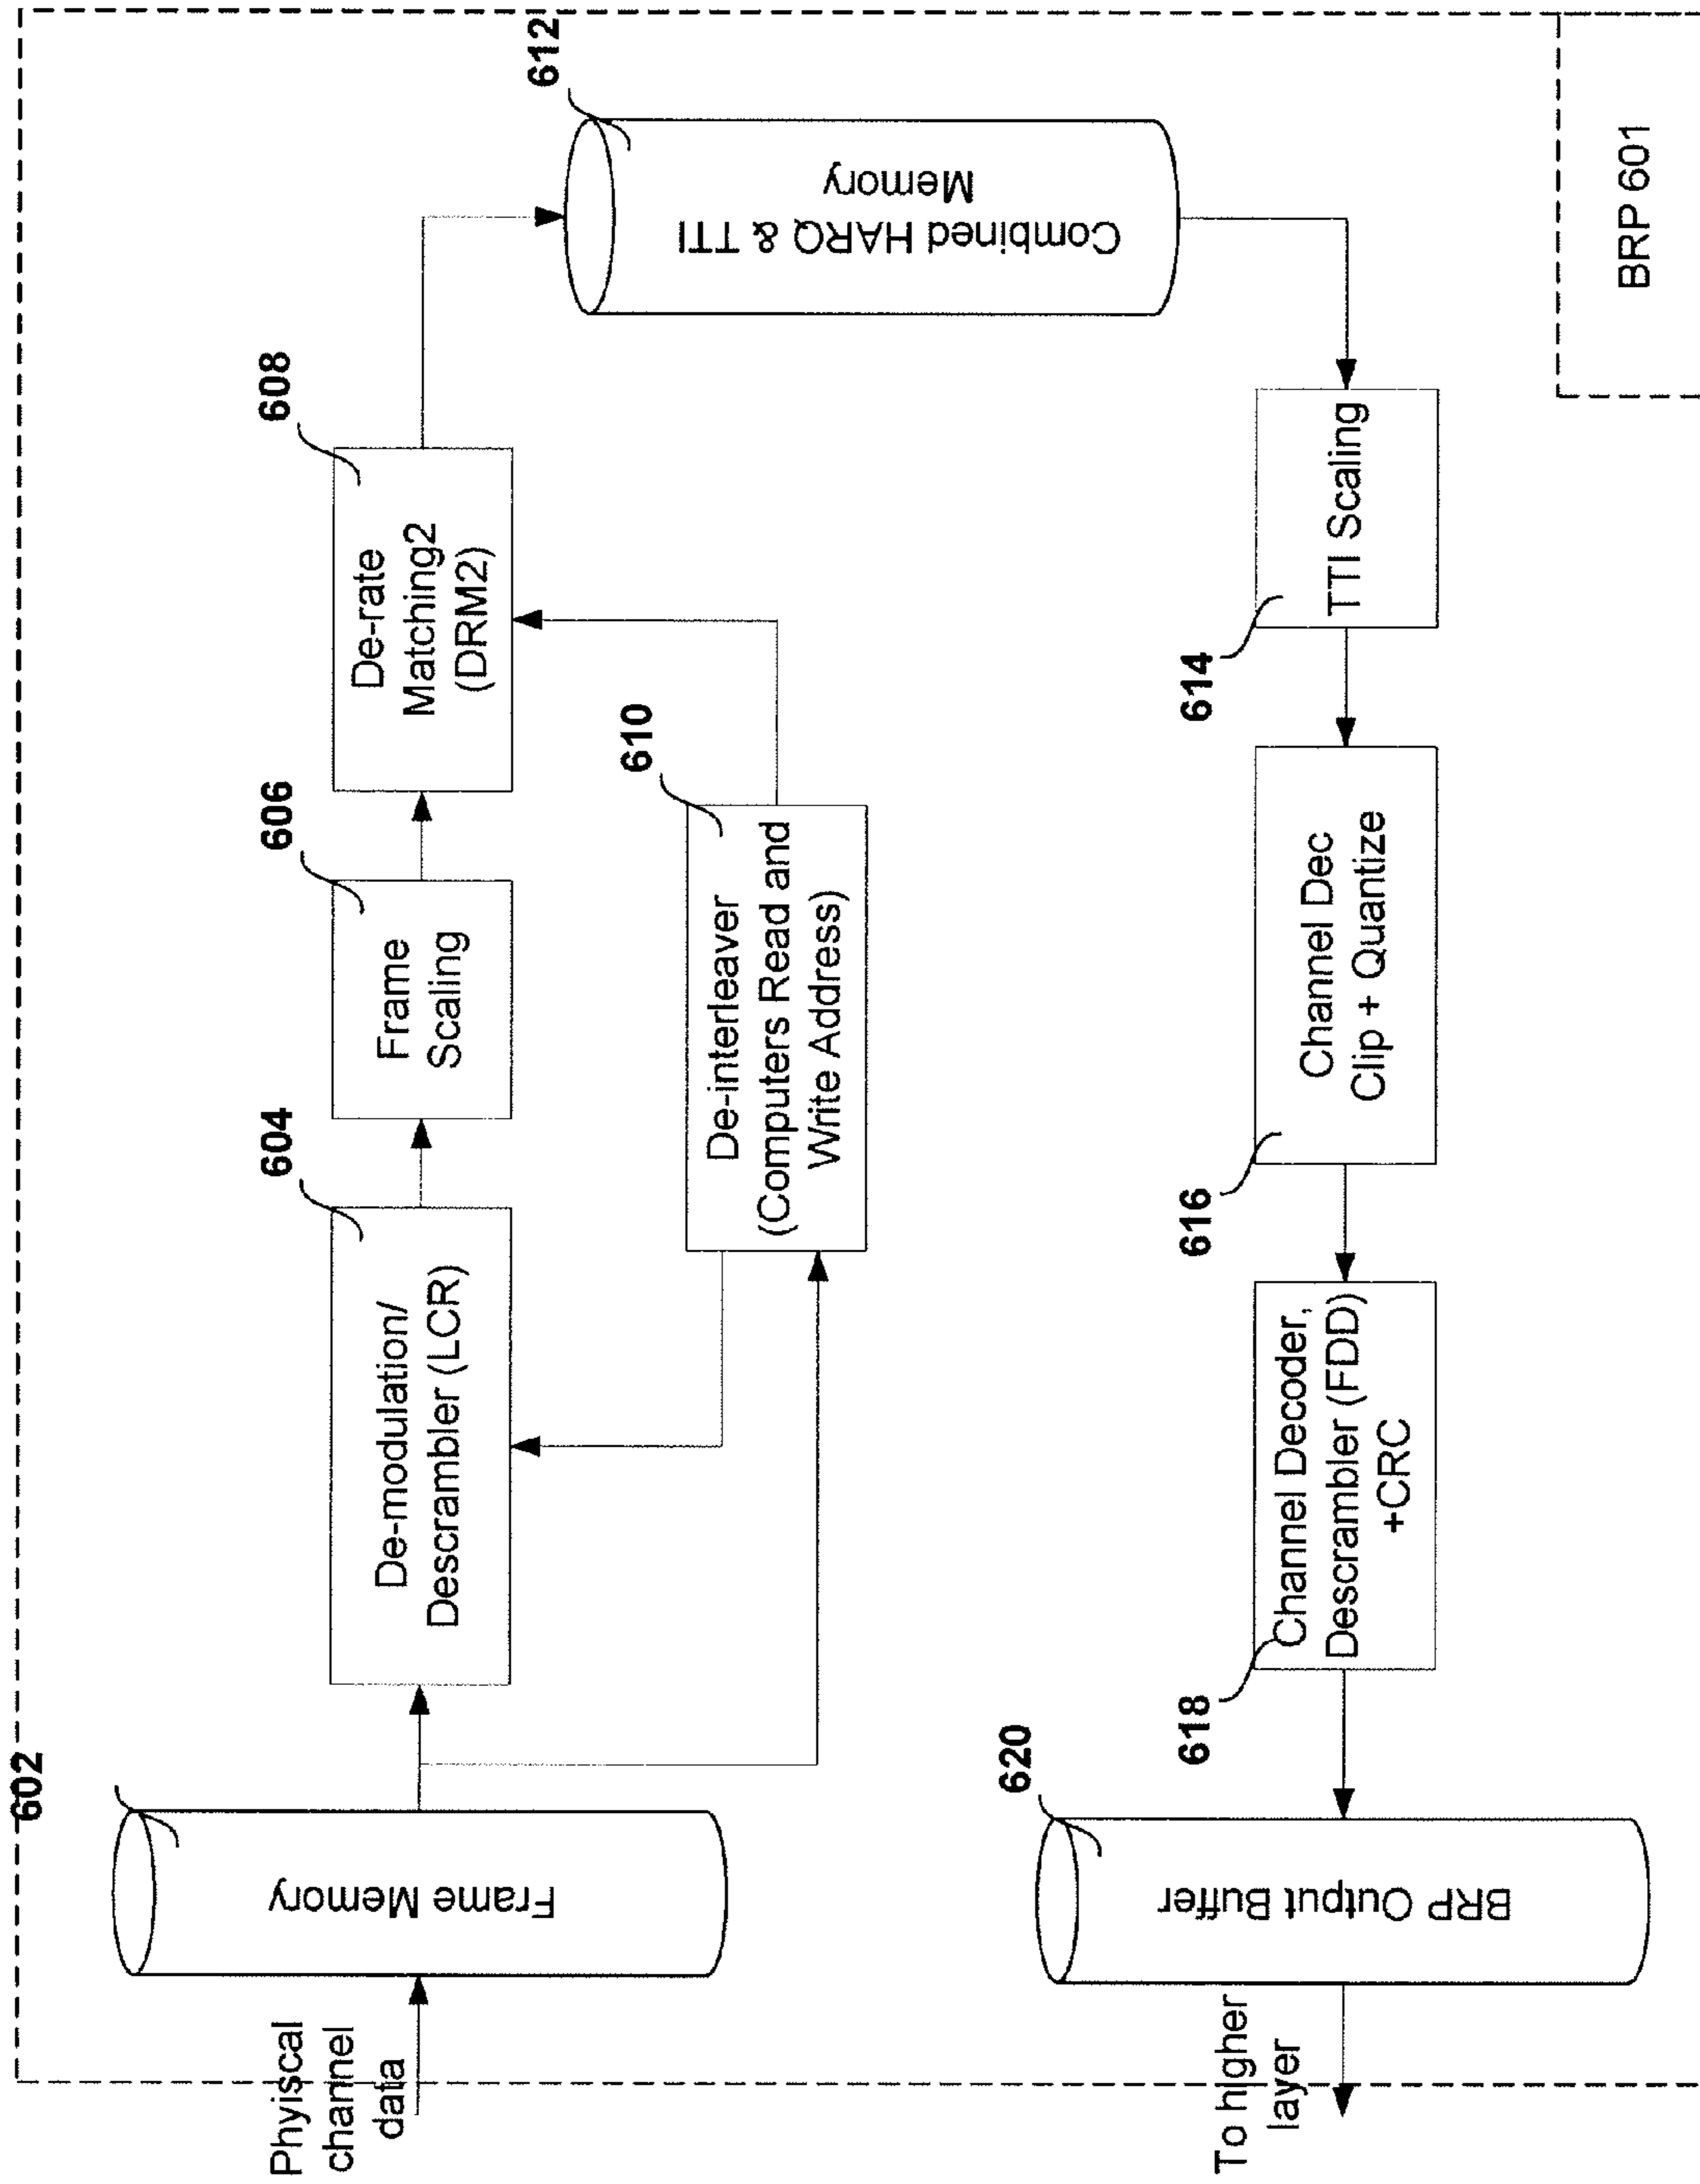 602
Phyiscal
channel
data
Frame Memory
604
De-modulation/
Descrambler (LCR)
606
Frame
Scaling
608
De-rate
Matching2
(DRM2)
610
De-interleaver
(Computers Read and
Write Address)
612
Combined HARQ & TTI
Memory
614
TTI Scaling
616
Channel Dec
Clip + Quantize
618
Channel Decoder,
Descrambler (FDD)
+CRC
620
BRP Output Buffer
To higher
layer
BRP 601